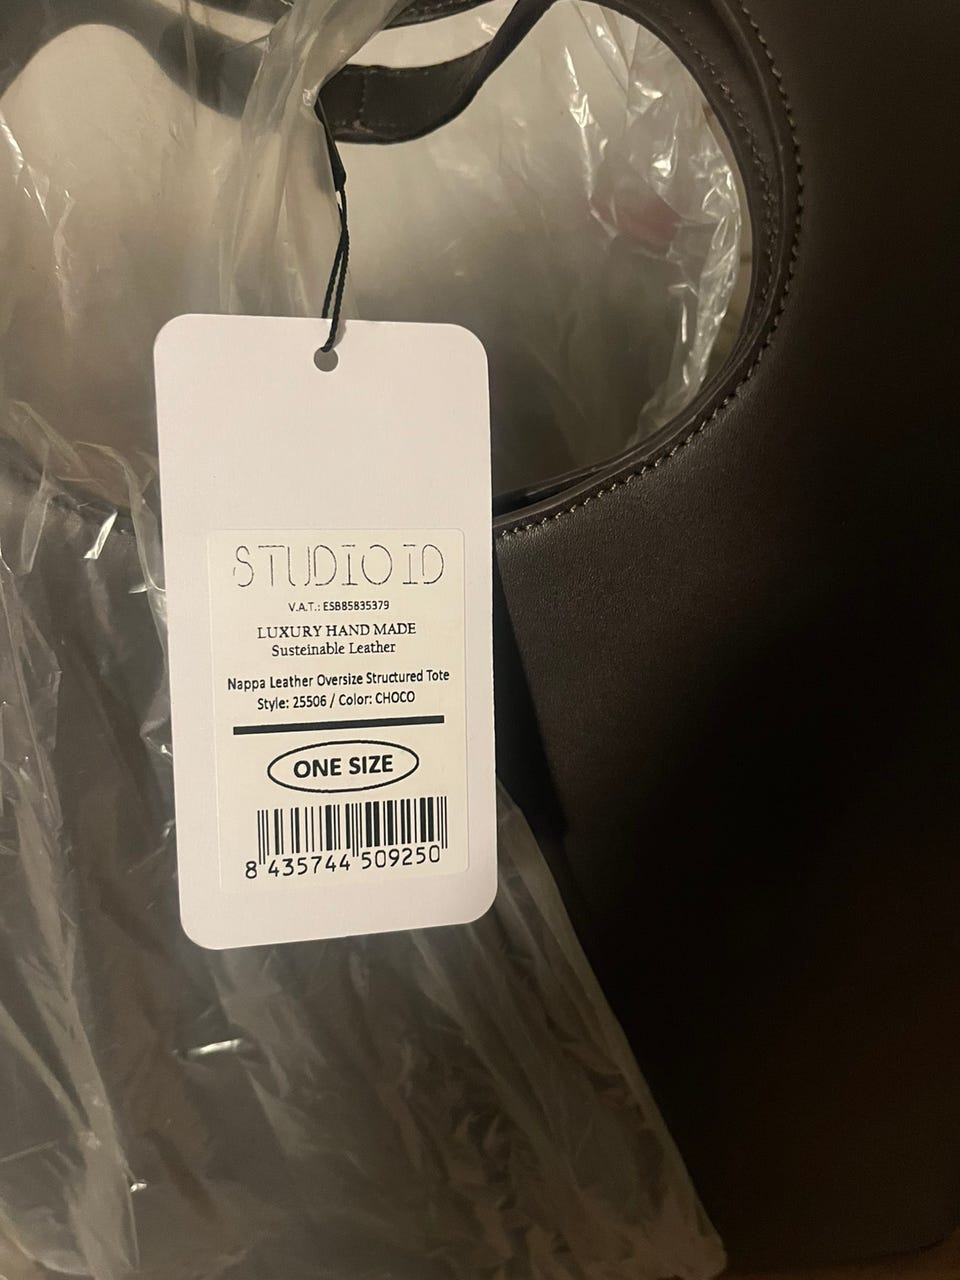 STUDIO ID
V.A.T.: ESB85835379
LUXURY HAND MADE
Susteinable Leather
Nappa Leather Oversize Structured Tote
Style: 25506 / Color: CHOCO
ONE SIZE
8 435744 509250